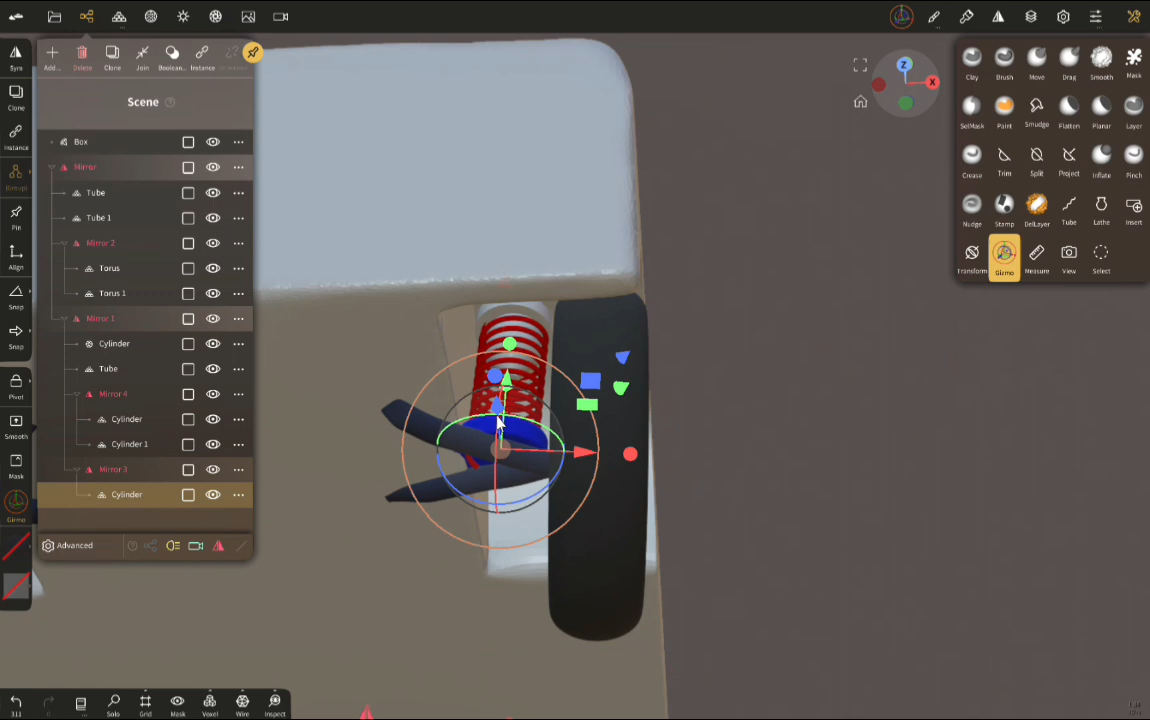 Sym
Clone
Instance
Pin
Align
Snap
Snap
Pivot
Smooth
Mask
Gizmo
Add...
Delete
Clone
Join
Boolean...
Instance
Scene
Box
Mirror
Tube
Tube 1
Mirror 2
Torus
Torus 1
Mirror 1
Cylinder
Tube
Mirror 4
Cylinder
Cylinder 1
Mirror 3
Cylinder
Advanced
Z
X
Clay
Brush
Move
Drag
Smooth
Mask
SelMask
Paint
Smudge
Flatten
Planar
Layer
Crease
Trim
Split
Project
Inflate
Pinch
Nudge
Stamp
DelLayer
Tube
Lathe
Insert
Transform
Gizmo
Measure
View
Select
311
0
Solo
Grid
Mask
Voxel
Wire
Inspect